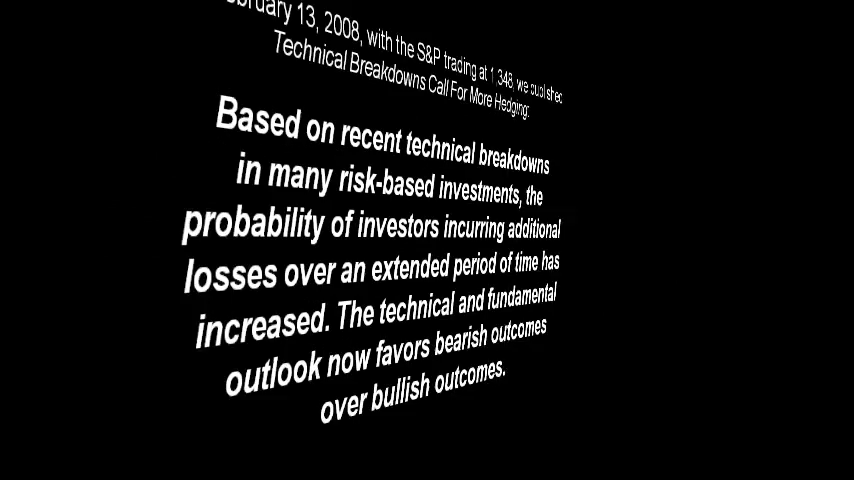 bruary 13, 2008, with the S&P trading at 1,348, we published
Technical Breakdowns Call For More Hedging:
Based on recent technical breakdowns
in many risk-based investments, the
probability of investors incurring additional
losses over an extended period of time has
increased. The technical and fundamental
outlook now favors bearish outcomes
over bullish outcomes.